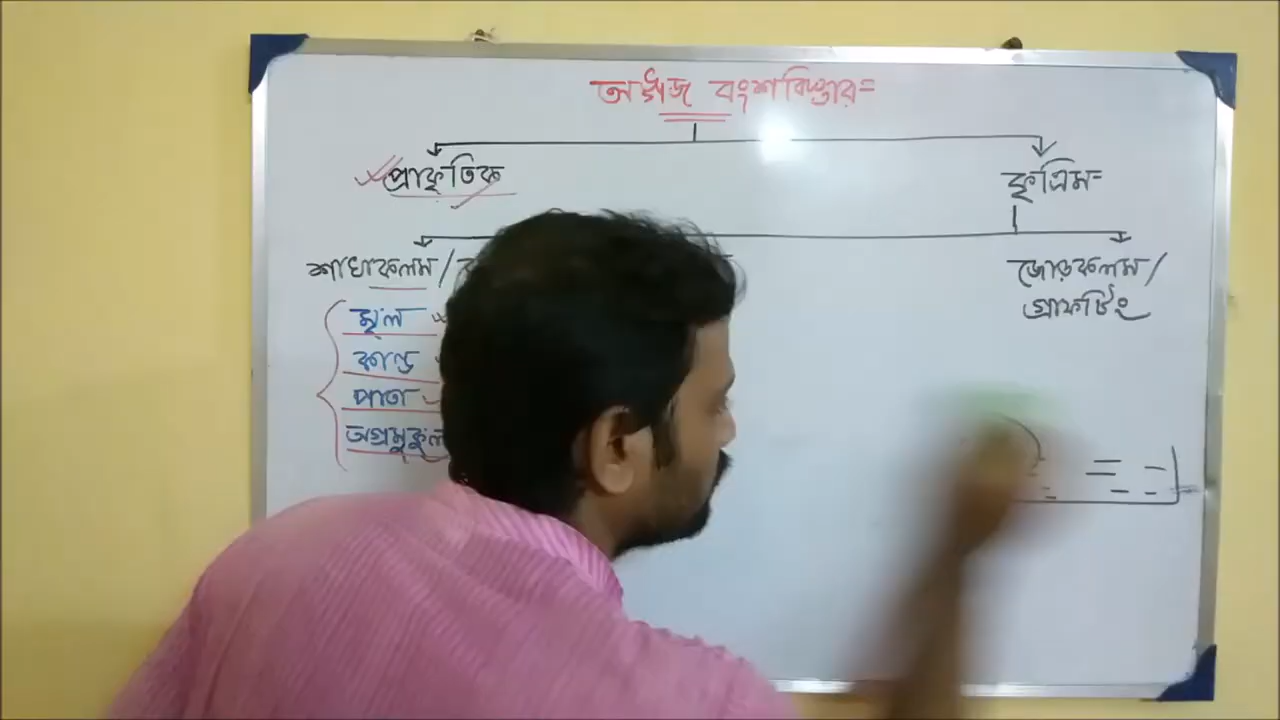 অঙ্গজ বংশবিস্তার=
প্রাকৃতিক
কৃত্রিম=
শাখাকলম /
জোড়কলম /
গ্রাফটিং
মূল
কান্ড
পাতা
অগ্রমুকুল